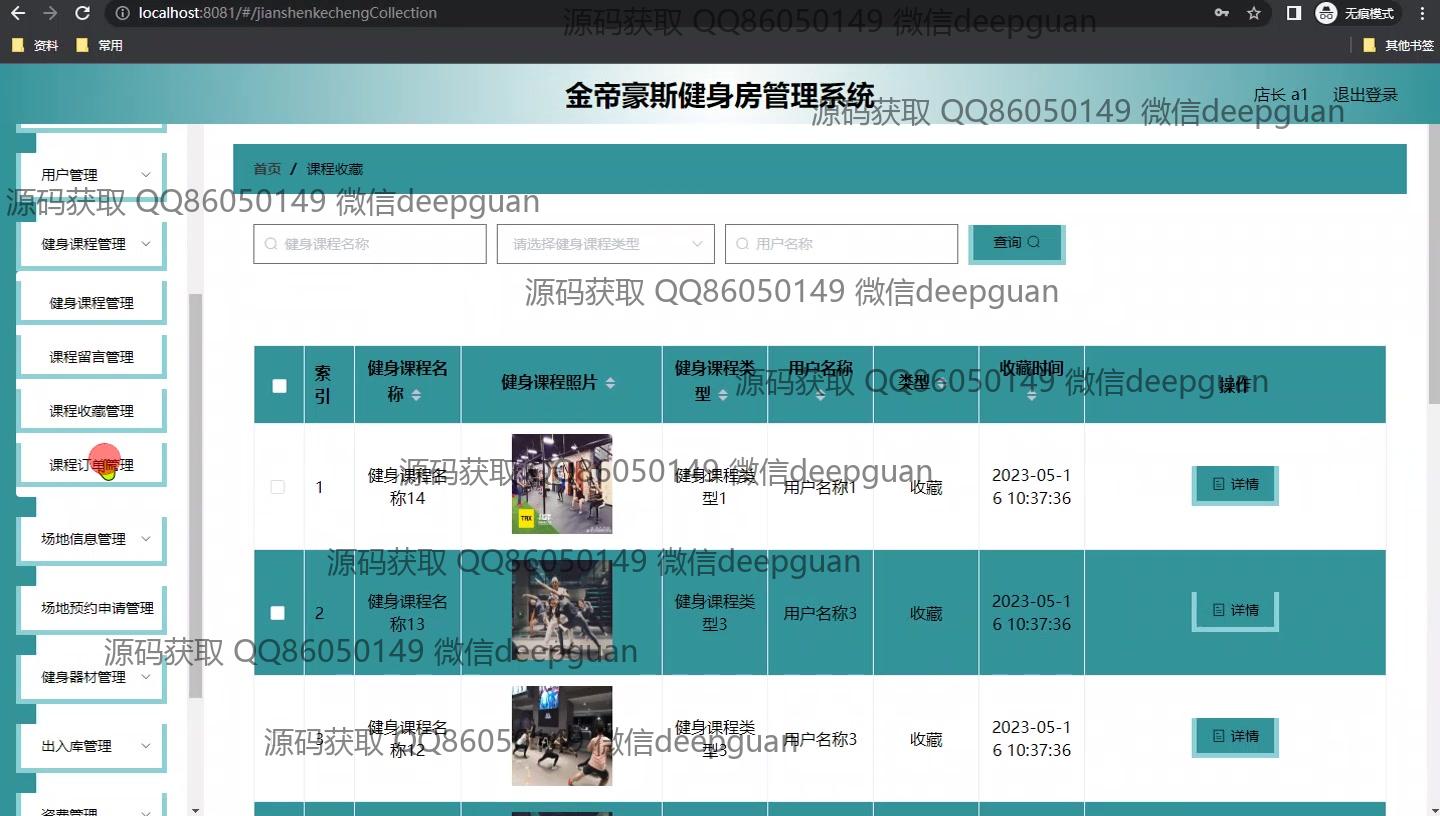 localhost:8081/#/jianshenkechengCollection
无痕模式
资料
常用
其他书签
源码获取 QQ86050149 微信deepguan
金帝豪斯健身房管理系统
店长 a1
退出登录
源码获取 QQ86050149 微信deepguan
首页 / 课程收藏
用户管理
源码获取 QQ86050149 微信deepguan
健身课程管理
健身课程名称
请选择健身课程类型
用户名称
查询
源码获取 QQ86050149 微信deepguan
健身课程管理
课程留言管理
课程收藏管理
课程订单管理
场地信息管理
场地预约申请管理
健身器材管理
出入库管理
资费管理
索
引
健身课程名
称
健身课程照片
健身课程类
型
用户名称
类型
收藏时间
操作
源码获取 QQ86050149 微信deepguan
1
健身课程名
称14
TRX
健身课程类
型1
用户名称1
收藏
2023-05-1
6 10:37:36
详情
源码获取 QQ86050149 微信deepguan
源码获取 QQ86050149 微信deepguan
2
健身课程名
称13
健身课程类
型3
用户名称3
收藏
2023-05-1
6 10:37:36
详情
源码获取 QQ86050149 微信deepguan
3
健身课程名
称12
健身课程类
型3
用户名称3
收藏
2023-05-1
6 10:37:36
详情
源码获取 QQ86050149 微信deepguan